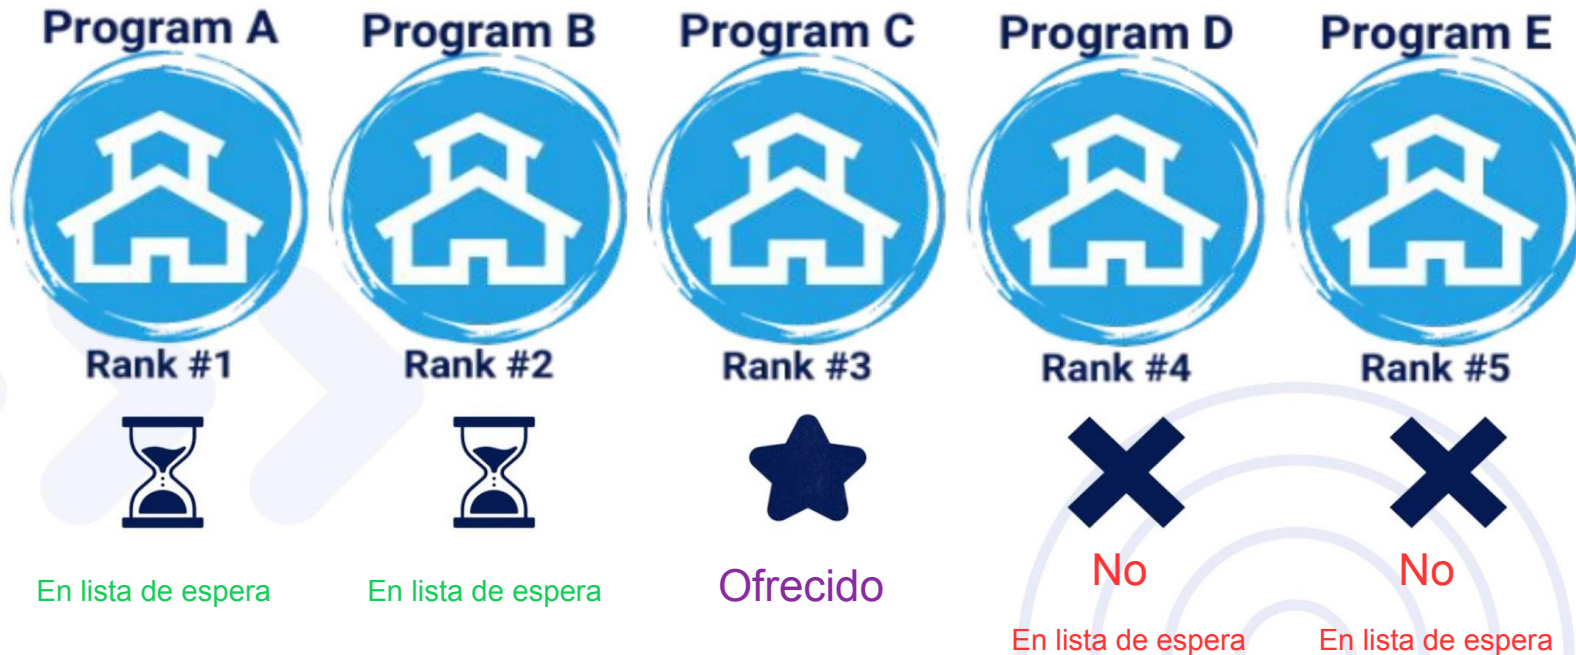 Program A
Program B
Program C
Program D
Program E
Rank #1
Rank #2
Rank #3
Rank #4
Rank #5
En lista de espera
En lista de espera
Ofrecido
No
En lista de espera
No
En lista de espera